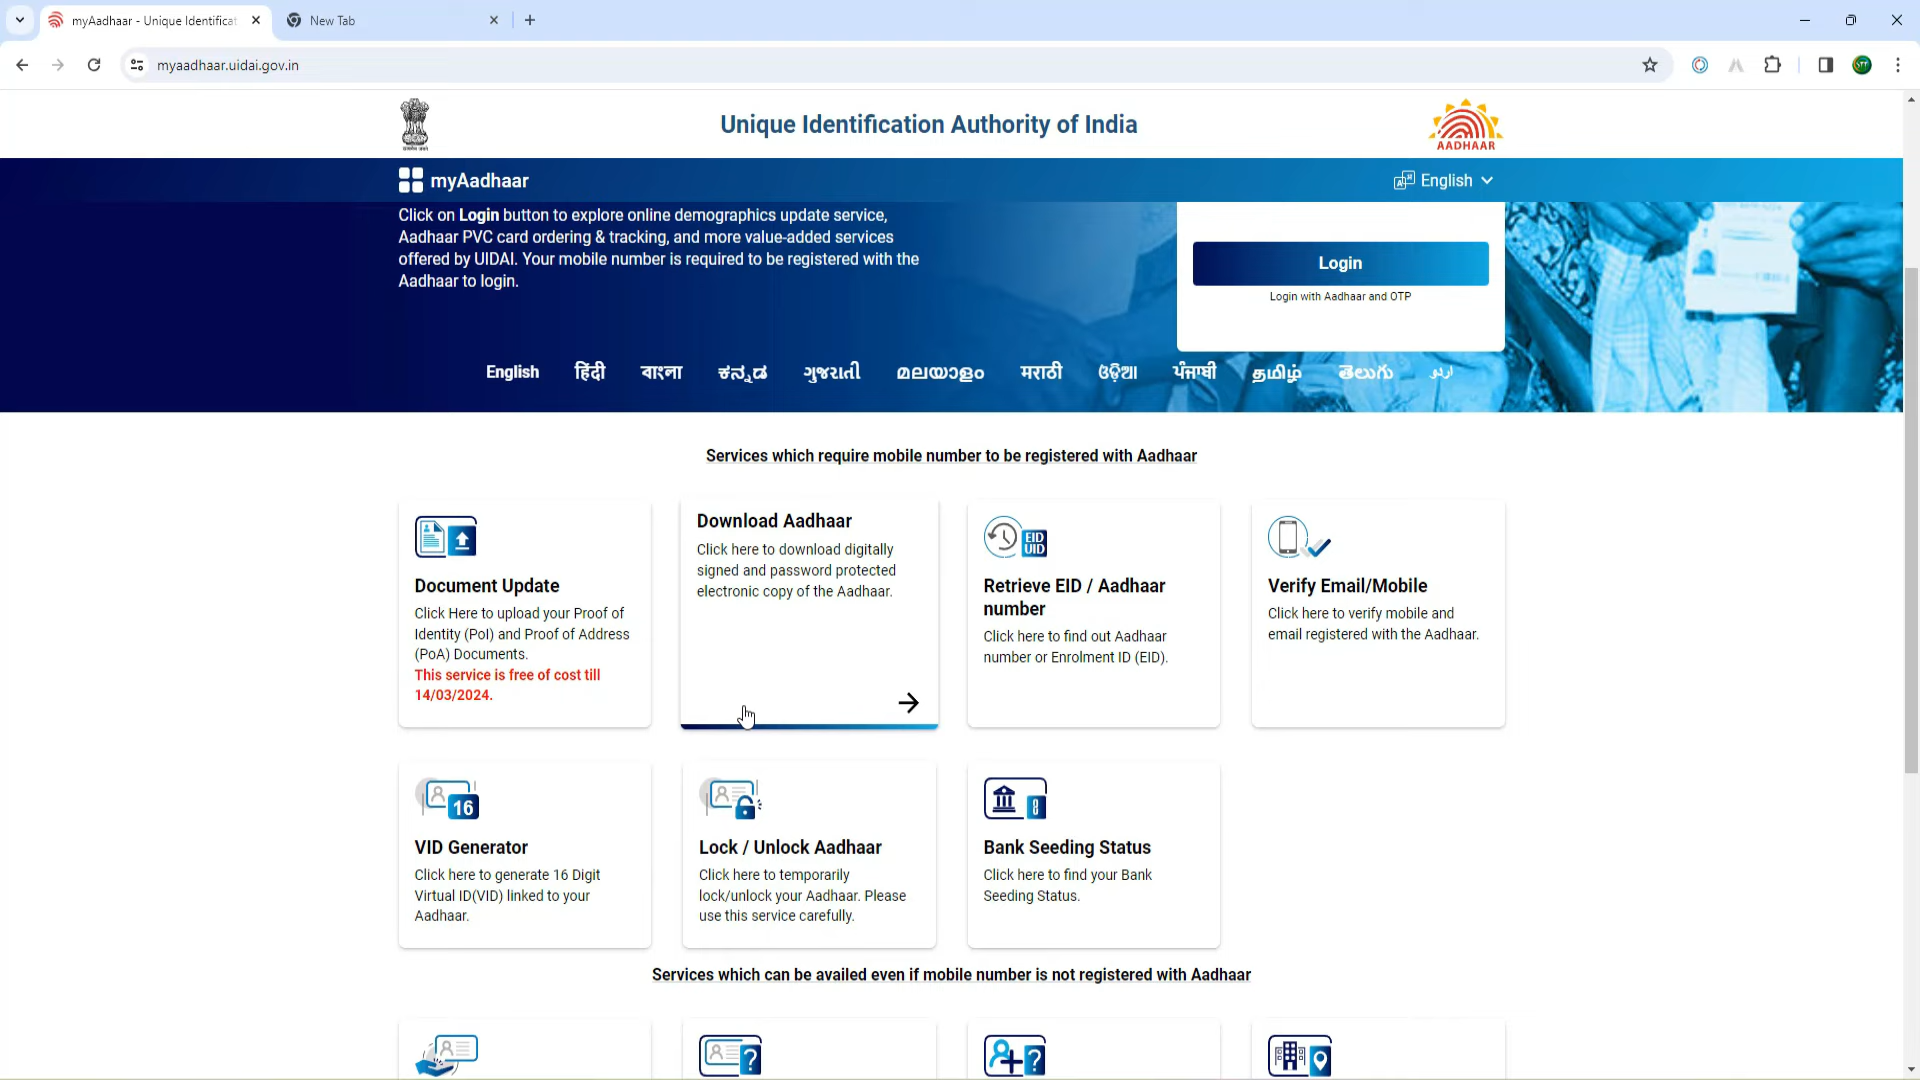 myAadhaar - Unique Identificat
New Tab
myaadhaar.uidai.gov.in
Unique Identification Authority of India
AADHAAR
myAadhaar
English
Click on Login button to explore online demographics update service,
Aadhaar PVC card ordering & tracking, and more value-added services
offered by UIDAI. Your mobile number is required to be registered with the
Aadhaar to login.
Login
Login with Aadhaar and OTP
English हिंदी বাংলা ಕನ್ನಡ ગુજરાતી മലയാളം मराठी ଓଡ଼ିଆ ਪੰਜਾਬੀ தமிழ் తెలుగు اردو
Services which require mobile number to be registered with Aadhaar
Document Update
Click Here to upload your Proof of
Identity (PoI) and Proof of Address
(PoA) Documents.
This service is free of cost till
14/03/2024.
Download Aadhaar
Click here to download digitally
signed and password protected
electronic copy of the Aadhaar.
EID
UID
Retrieve EID / Aadhaar
number
Click here to find out Aadhaar
number or Enrolment ID (EID).
Verify Email/Mobile
Click here to verify mobile and
email registered with the Aadhaar.
16
VID Generator
Click here to generate 16 Digit
Virtual ID(VID) linked to your
Aadhaar.
Lock / Unlock Aadhaar
Click here to temporarily
lock/unlock your Aadhaar. Please
use this service carefully.
Bank Seeding Status
Click here to find your Bank
Seeding Status.
Services which can be availed even if mobile number is not registered with Aadhaar